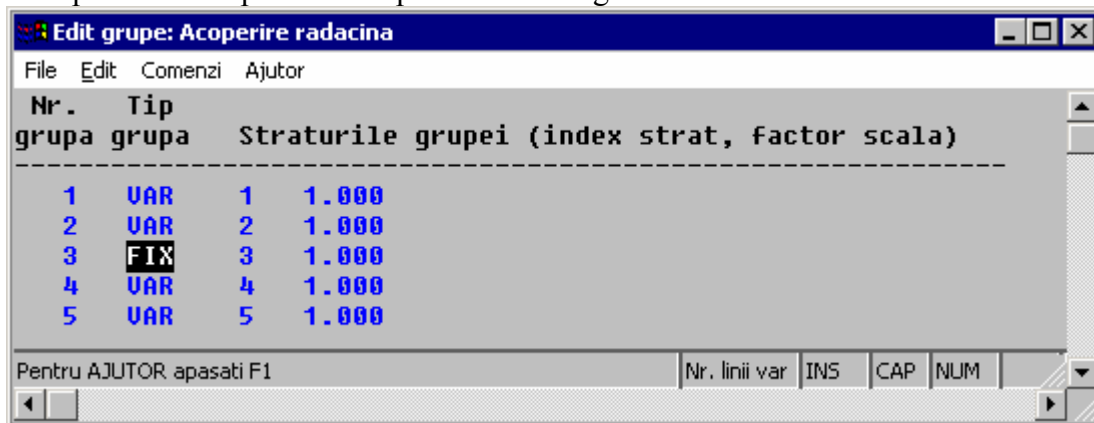 Edit grupe: Acoperire radacina
File Edit Comenzi Ajutor
Nr. Tip
grupa grupa Straturile grupei (index strat, factor scala)
--------------------------------------------------------------------
1 VAR 1 1.000
2 VAR 2 1.000
3 FIX 3 1.000
4 VAR 4 1.000
5 VAR 5 1.000
Pentru AJUTOR apasati F1 Nr. linii var INS CAP NUM